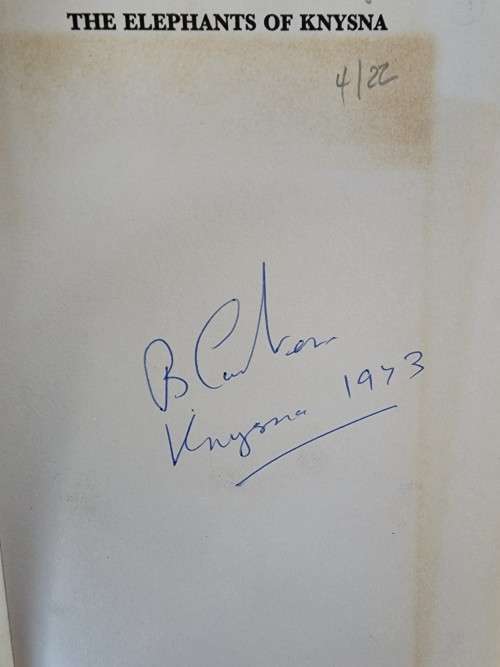 THE ELEPHANTS OF KNYSNA
4/22
B
Knysna 1973